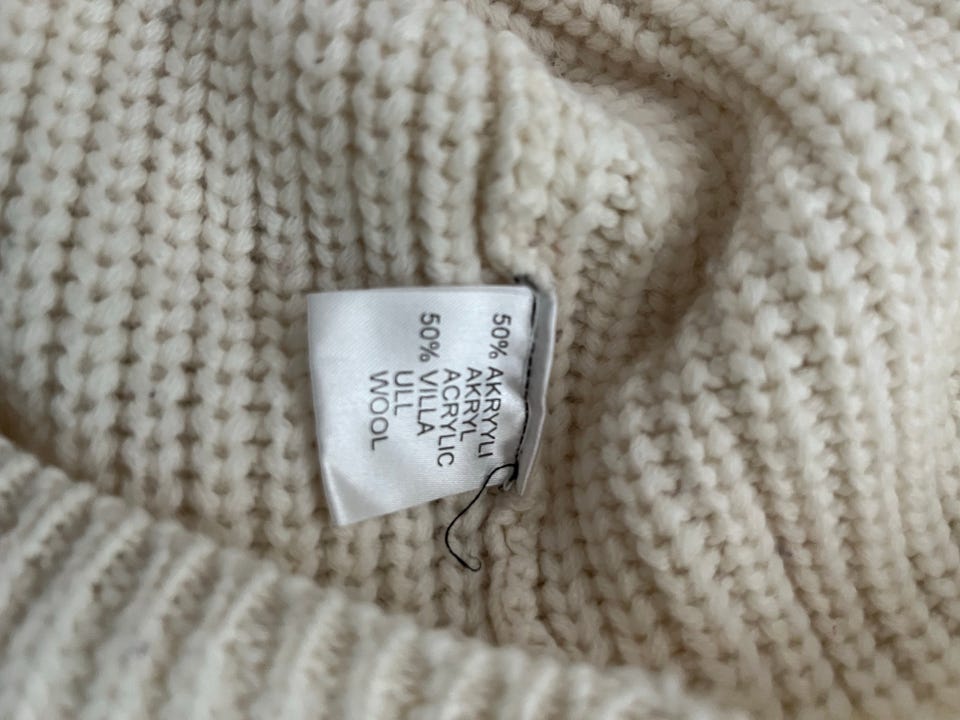 50% AKRYYLI
AKRYL
ACRYLIC
50% VILLA
ULL
WOOL